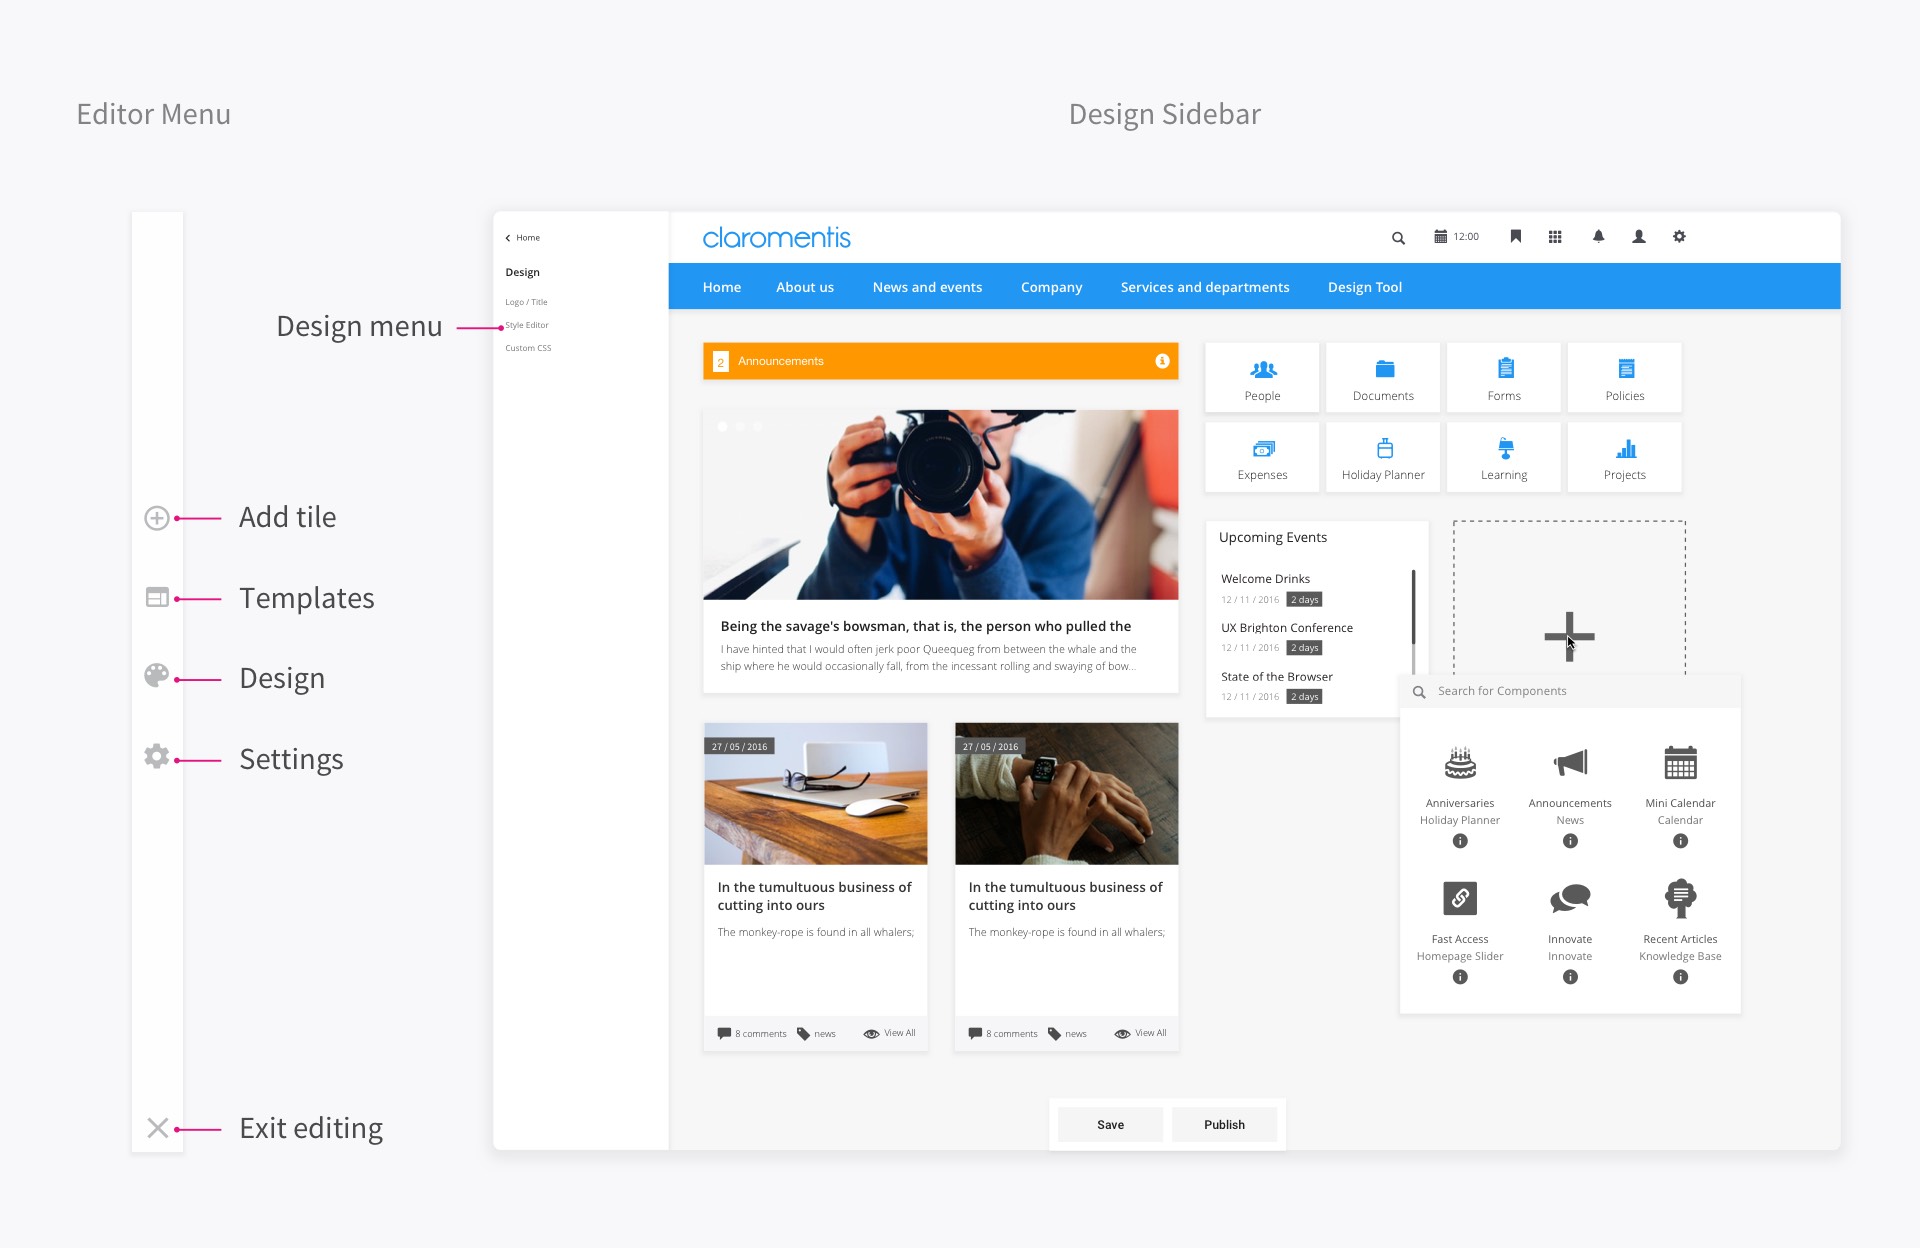 Editor Menu
Design Sidebar
Add tile
Templates
Design
Settings
Exit editing
Design menu
Home
Design
Logo / Title
Style Editor
Custom CSS
claromentis
12:00
Home About us News and events Company Services and departments Design Tool
2 Announcements
Being the savage's bowsman, that is, the person who pulled the
I have hinted that I would often jerk poor Queequeg from between the whale and the
ship where he would occasionally fall, from the incessant rolling and swaying of bow...
27 / 05 / 2016
In the tumultuous business of
cutting into ours
The monkey-rope is found in all whalers;
8 comments news View All
27 / 05 / 2016
In the tumultuous business of
cutting into ours
The monkey-rope is found in all whalers;
8 comments news View All
People Documents Forms Policies
Expenses Holiday Planner Learning Projects
Upcoming Events
Welcome Drinks
12 / 11 / 2016 2 days
UX Brighton Conference
12 / 11 / 2016 2 days
State of the Browser
12 / 11 / 2016 2 days
Search for Components
Anniversaries Announcements Mini Calendar
Holiday Planner News Calendar
Fast Access Innovate Recent Articles
Homepage Slider Innovate Knowledge Base
Save Publish